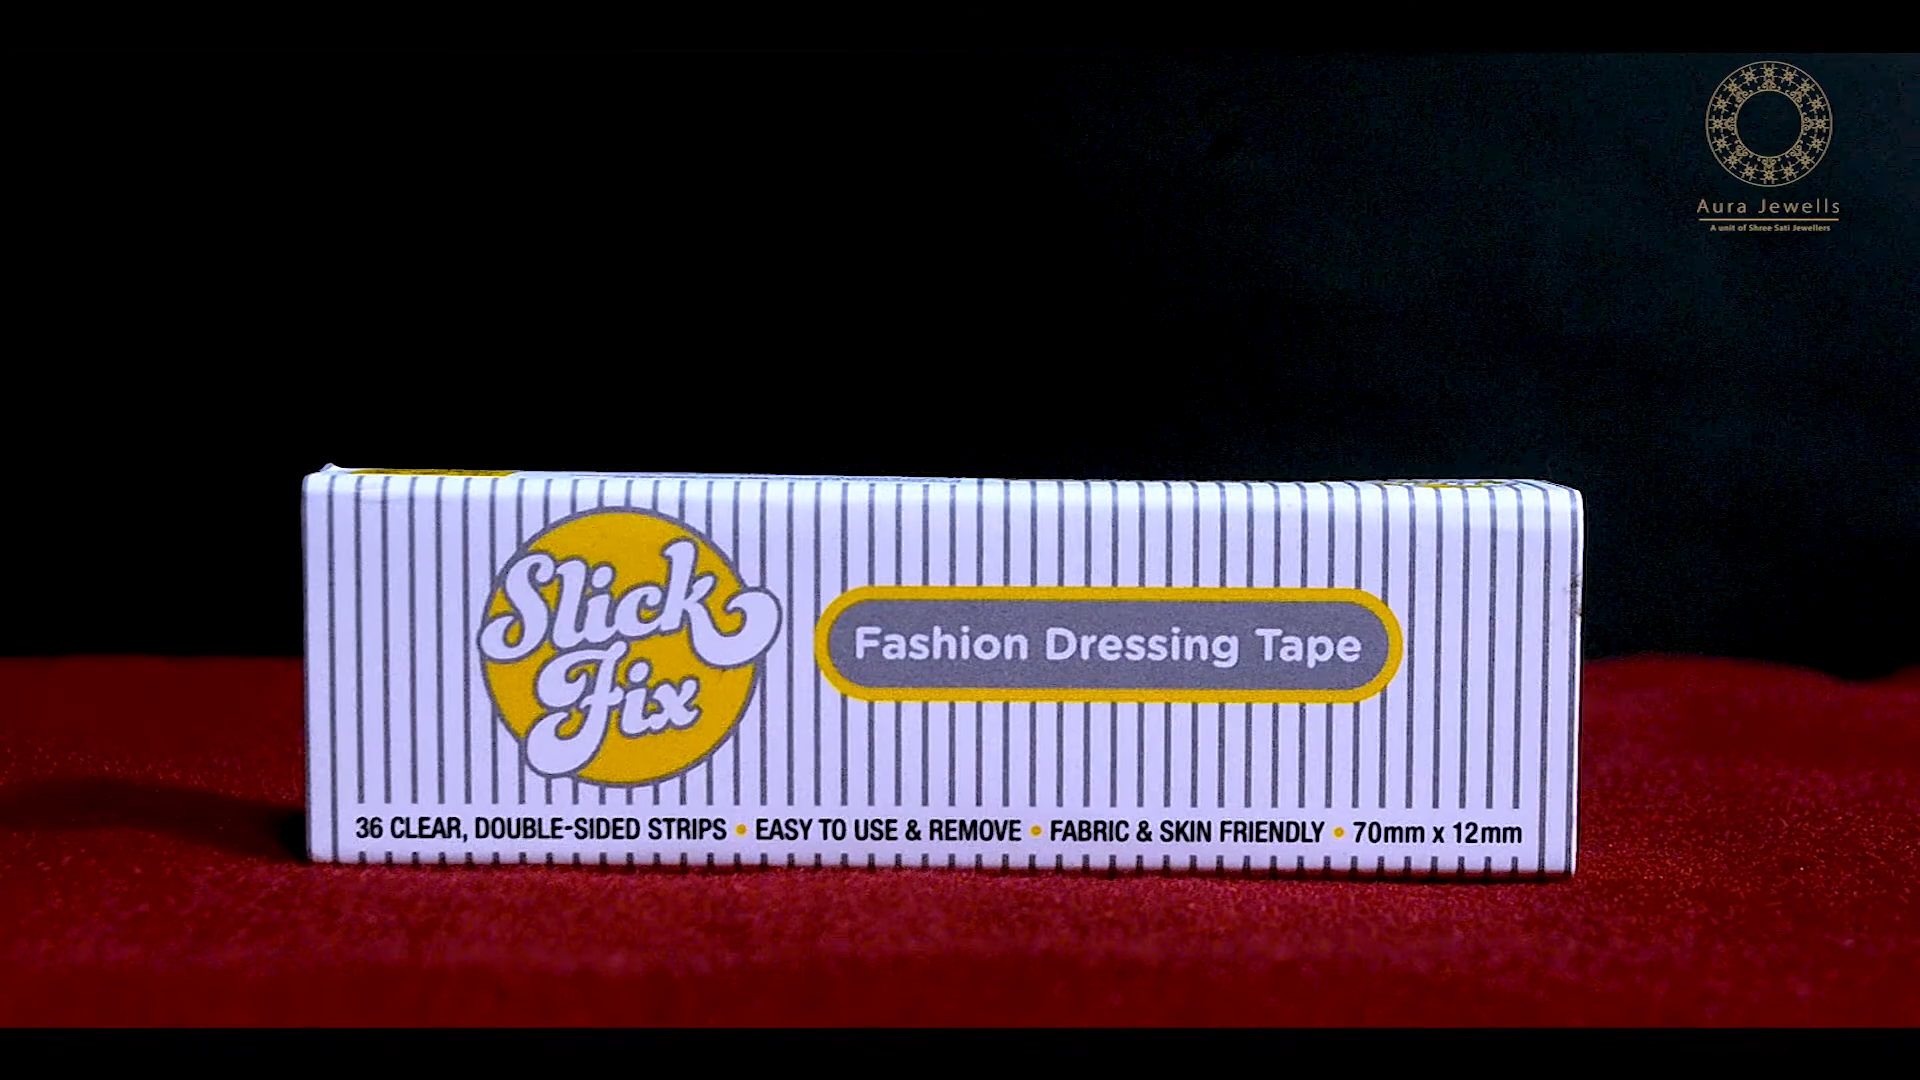 Aura Jewells
A unit of Shree Sati Jewellers
Slick
Fix
Fashion Dressing Tape
36 CLEAR, DOUBLE-SIDED STRIPS • EASY TO USE & REMOVE • FABRIC & SKIN FRIENDLY • 70mm x 12mm